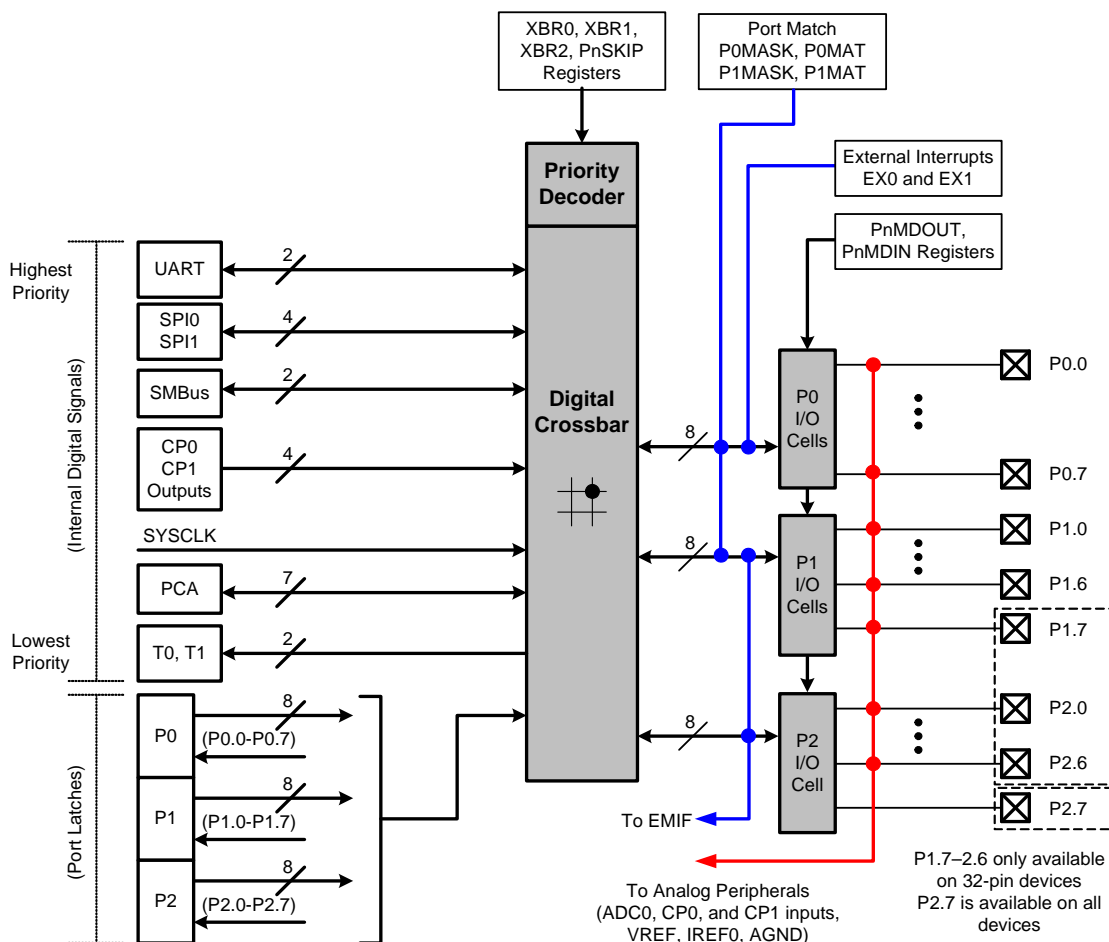 XBR0, XBR1,
XBR2, PnSKIP
Registers
Port Match
P0MASK, P0MAT
P1MASK, P1MAT
External Interrupts
EX0 and EX1
PnMDOUT,
PnMDIN Registers
Priority
Decoder
Digital
Crossbar
Highest
Priority
(Internal Digital Signals)
Lowest
Priority
UART
2
SPI0
SPI1
4
SMBus
2
CP0
CP1
Outputs
4
SYSCLK
PCA
7
T0, T1
2
(Port Latches)
P0
8
(P0.0-P0.7)
P1
8
(P1.0-P1.7)
P2
8
(P2.0-P2.7)
8
8
8
P0
I/O
Cells
P1
I/O
Cells
P2
I/O
Cell
P0.0
P0.7
P1.0
P1.6
P1.7
P2.0
P2.6
P2.7
To EMIF
To Analog Peripherals
(ADC0, CP0, and CP1 inputs,
VREF, IREF0, AGND)
P1.7–2.6 only available
on 32-pin devices
P2.7 is available on all
devices